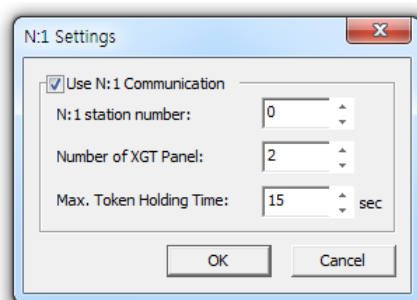 N:1 Settings
Use N:1 Communication
N:1 station number: 0
Number of XGT Panel: 2
Max. Token Holding Time: 15 sec
OK Cancel